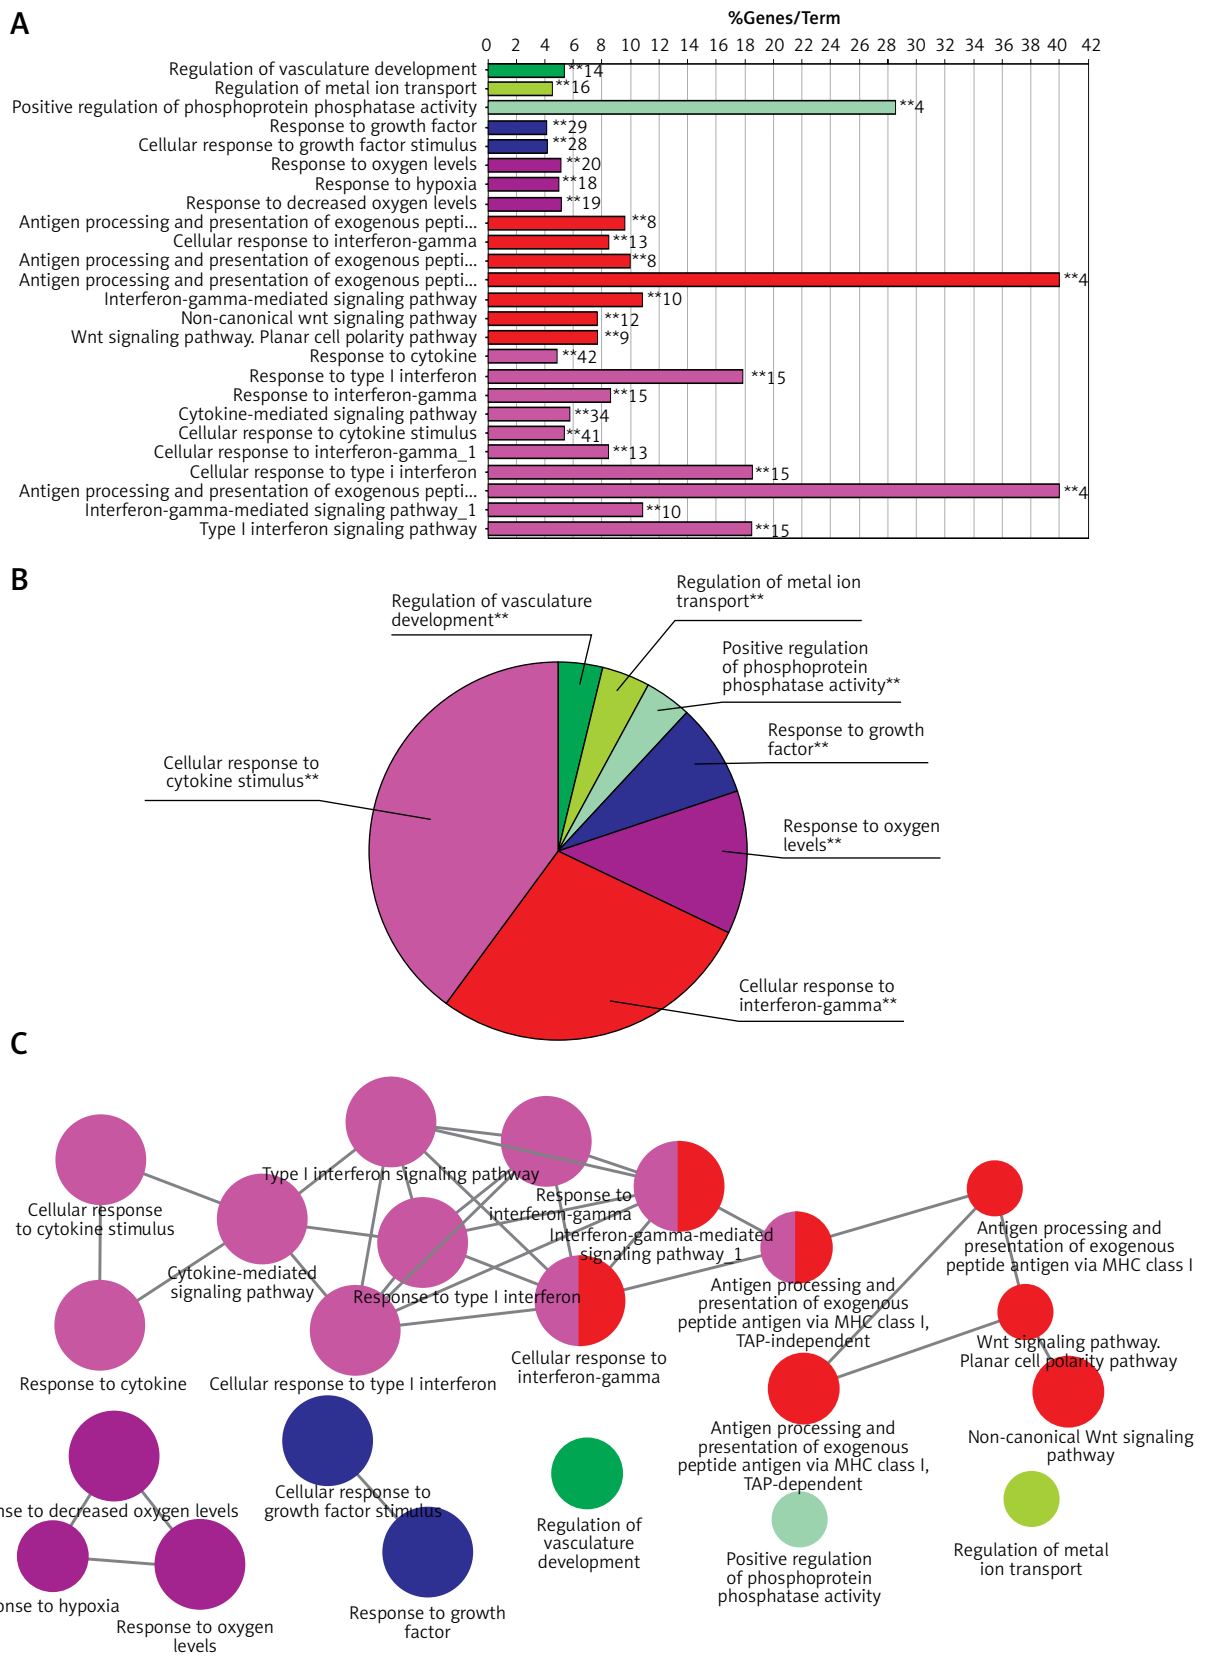 A
%Genes/Term
0 2 4 6 8 10 12 14 16 18 20 22 24 26 28 30 32 34 36 38 40 42
Regulation of vasculature development **14
Regulation of metal ion transport **16
Positive regulation of phosphoprotein phosphatase activity **4
Response to growth factor **29
Cellular response to growth factor stimulus **28
Response to oxygen levels **20
Response to hypoxia **18
Response to decreased oxygen levels **19
Antigen processing and presentation of exogenous pepti... **8
Cellular response to interferon-gamma **13
Antigen processing and presentation of exogenous pepti... **8
Antigen processing and presentation of exogenous pepti... **4
Interferon-gamma-mediated signaling pathway **10
Non-canonical wnt signaling pathway **12
Wnt signaling pathway. Planar cell polarity pathway **9
Response to cytokine **42
Response to type I interferon **15
Response to interferon-gamma **15
Cytokine-mediated signaling pathway **34
Cellular response to cytokine stimulus **41
Cellular response to interferon-gamma_1 **13
Cellular response to type i interferon **15
Antigen processing and presentation of exogenous pepti... **4
Interferon-gamma-mediated signaling pathway_1 **10
Type I interferon signaling pathway **15
B
Regulation of metal ion
transport**
Regulation of vasculature
development**
Positive regulation
of phosphoprotein
phosphatase activity**
Response to growth
factor**
Cellular response to
cytokine stimulus**
Response to oxygen
levels**
Cellular response to
interferon-gamma**
C
Type I interferon signaling pathway
Cellular response
to cytokine stimulus
Response to
interferon-gamma
Interferon-gamma-mediated
signaling pathway_1
Antigen processing and
presentation of exogenous
peptide antigen via MHC class I
Cytokine-mediated
signaling pathway
Response to type I interferon
Antigen processing and
presentation of exogenous
peptide antigen via MHC class I,
TAP-independent
Wnt signaling pathway.
Planar cell polarity pathway
Response to cytokine
Cellular response to type I interferon
Cellular response to
interferon-gamma
Antigen processing and
presentation of exogenous
peptide antigen via MHC class I,
TAP-dependent
Non-canonical Wnt signaling
pathway
nse to decreased oxygen levels
Cellular response to
growth factor stimulus
Regulation of
vasculature
development
Positive regulation
of phosphoprotein
phosphatase activity
Regulation of metal
ion transport
onse to hypoxia
Response to oxygen
levels
Response to growth
factor